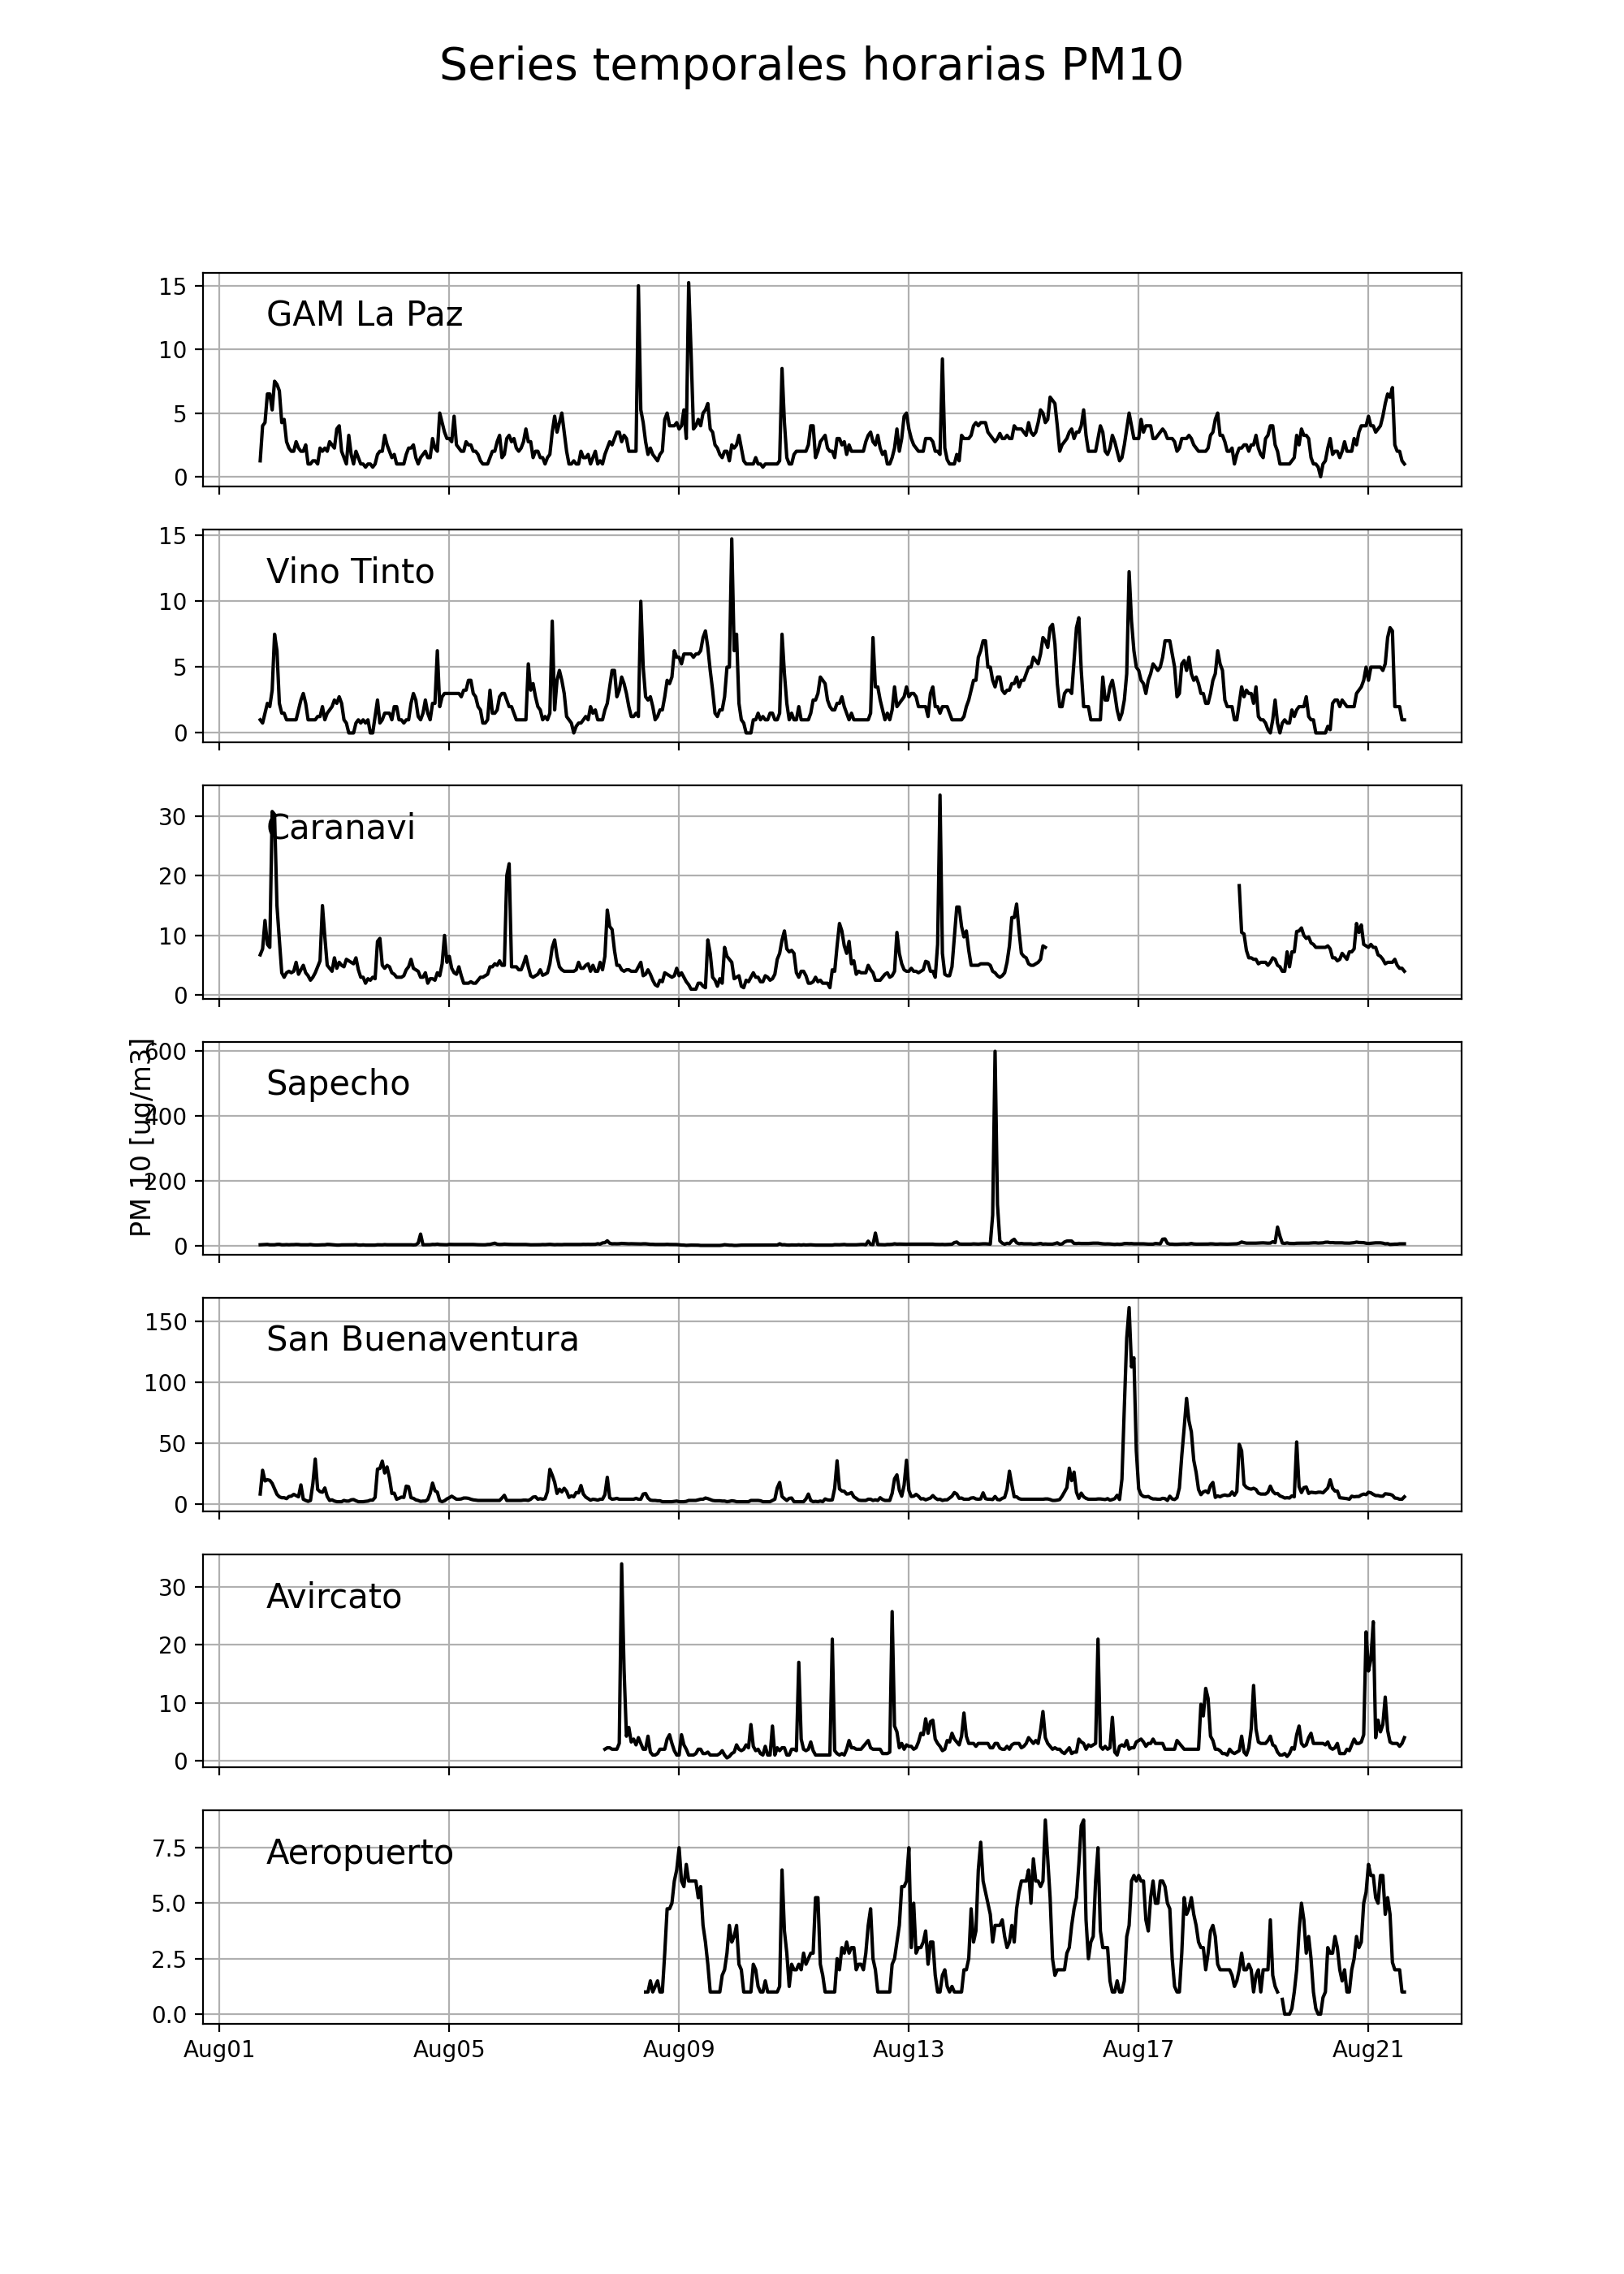 Series temporales horarias PM10
15
10
5
0
GAM La Paz
15
10
5
0
Vino Tinto
30
20
10
0
Caranavi
PM 10 [ug/m3]
600
400
200
0
Sapecho
150
100
50
0
San Buenaventura
30
20
10
0
Avircato
7.5
5.0
2.5
0.0
Aeropuerto
Aug01 Aug05 Aug09 Aug13 Aug17 Aug21